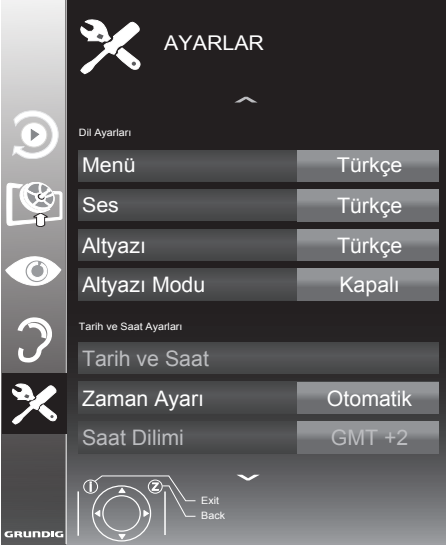 AYARLAR
Dil Ayarları
Menü Türkçe
Ses Türkçe
Altyazı Türkçe
Altyazı Modu Kapalı
Tarih ve Saat Ayarları
Tarih ve Saat
Zaman Ayarı Otomatik
Saat Dilimi GMT +2
Z
Exit
Back
GRUNDIG